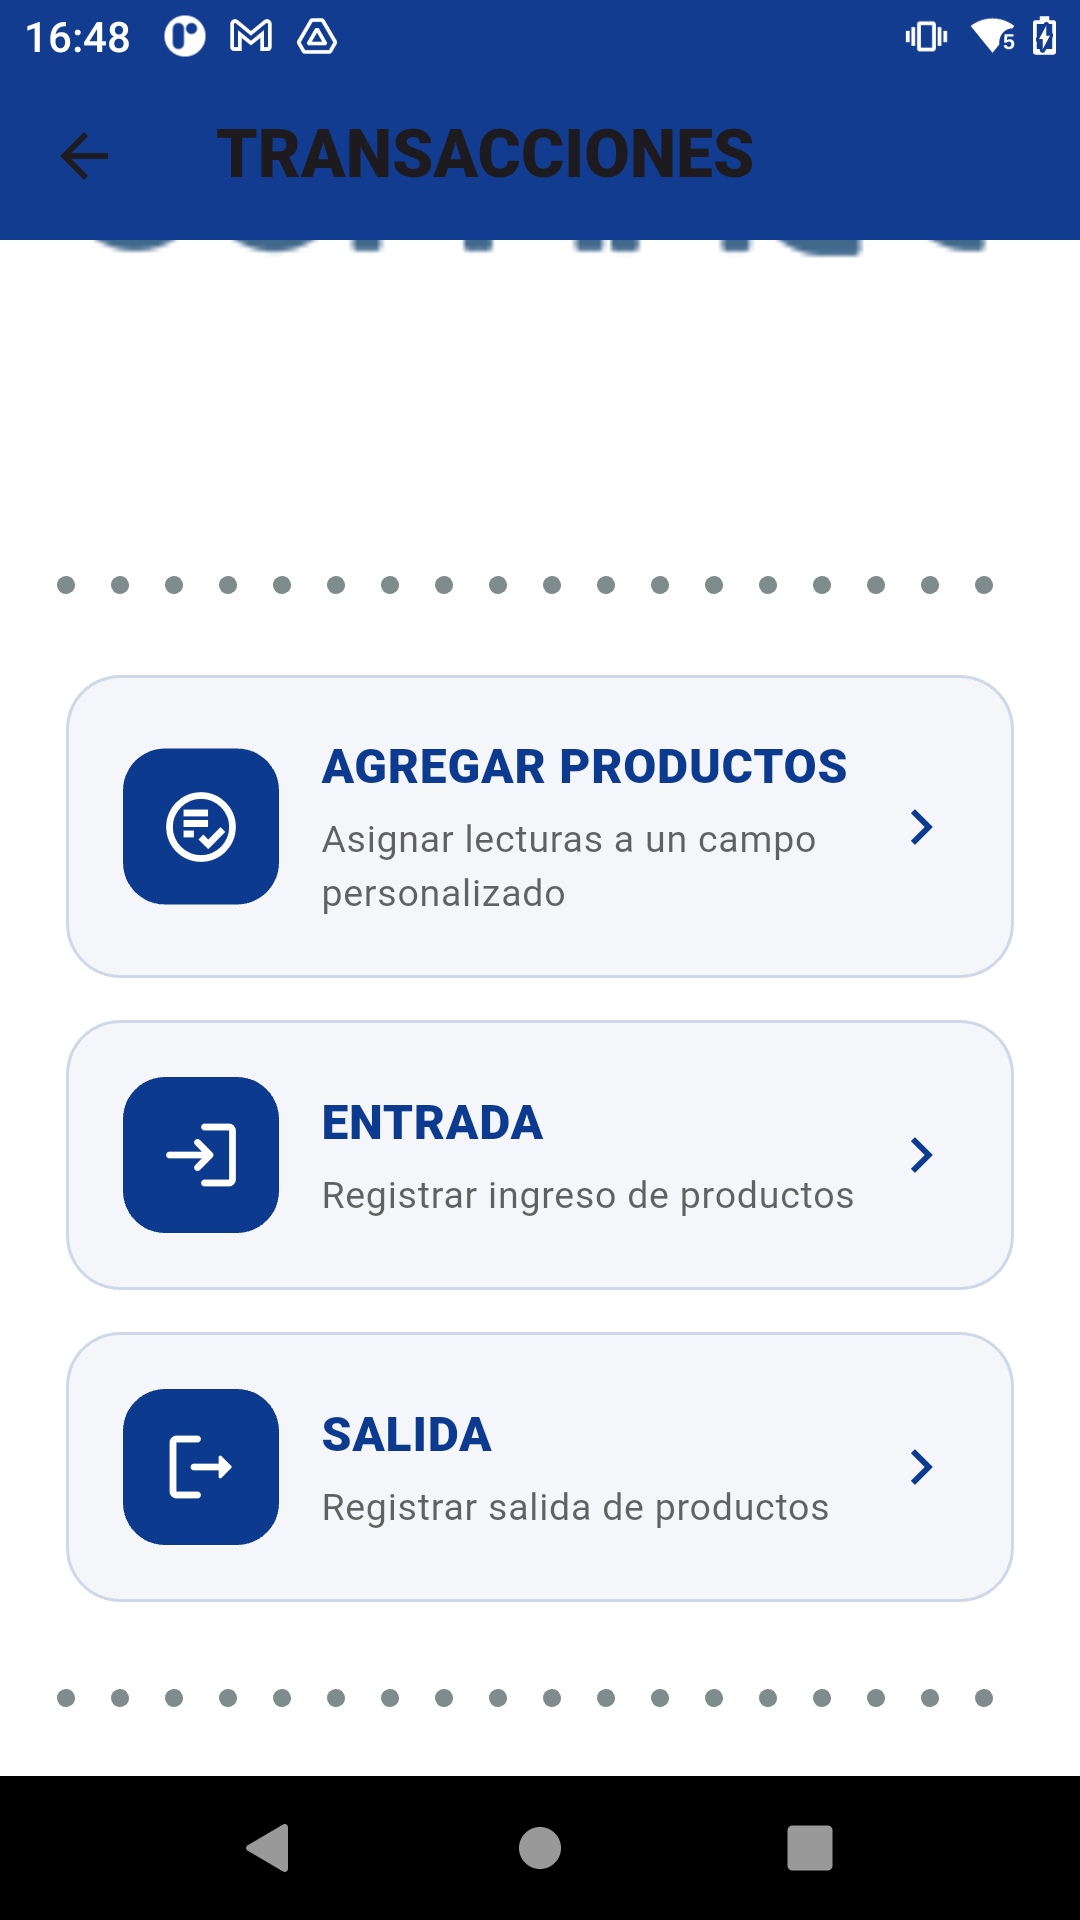 16:48
5
TRANSACCIONES
AGREGAR PRODUCTOS
Asignar lecturas a un campo
personalizado
ENTRADA
Registrar ingreso de productos
SALIDA
Registrar salida de productos